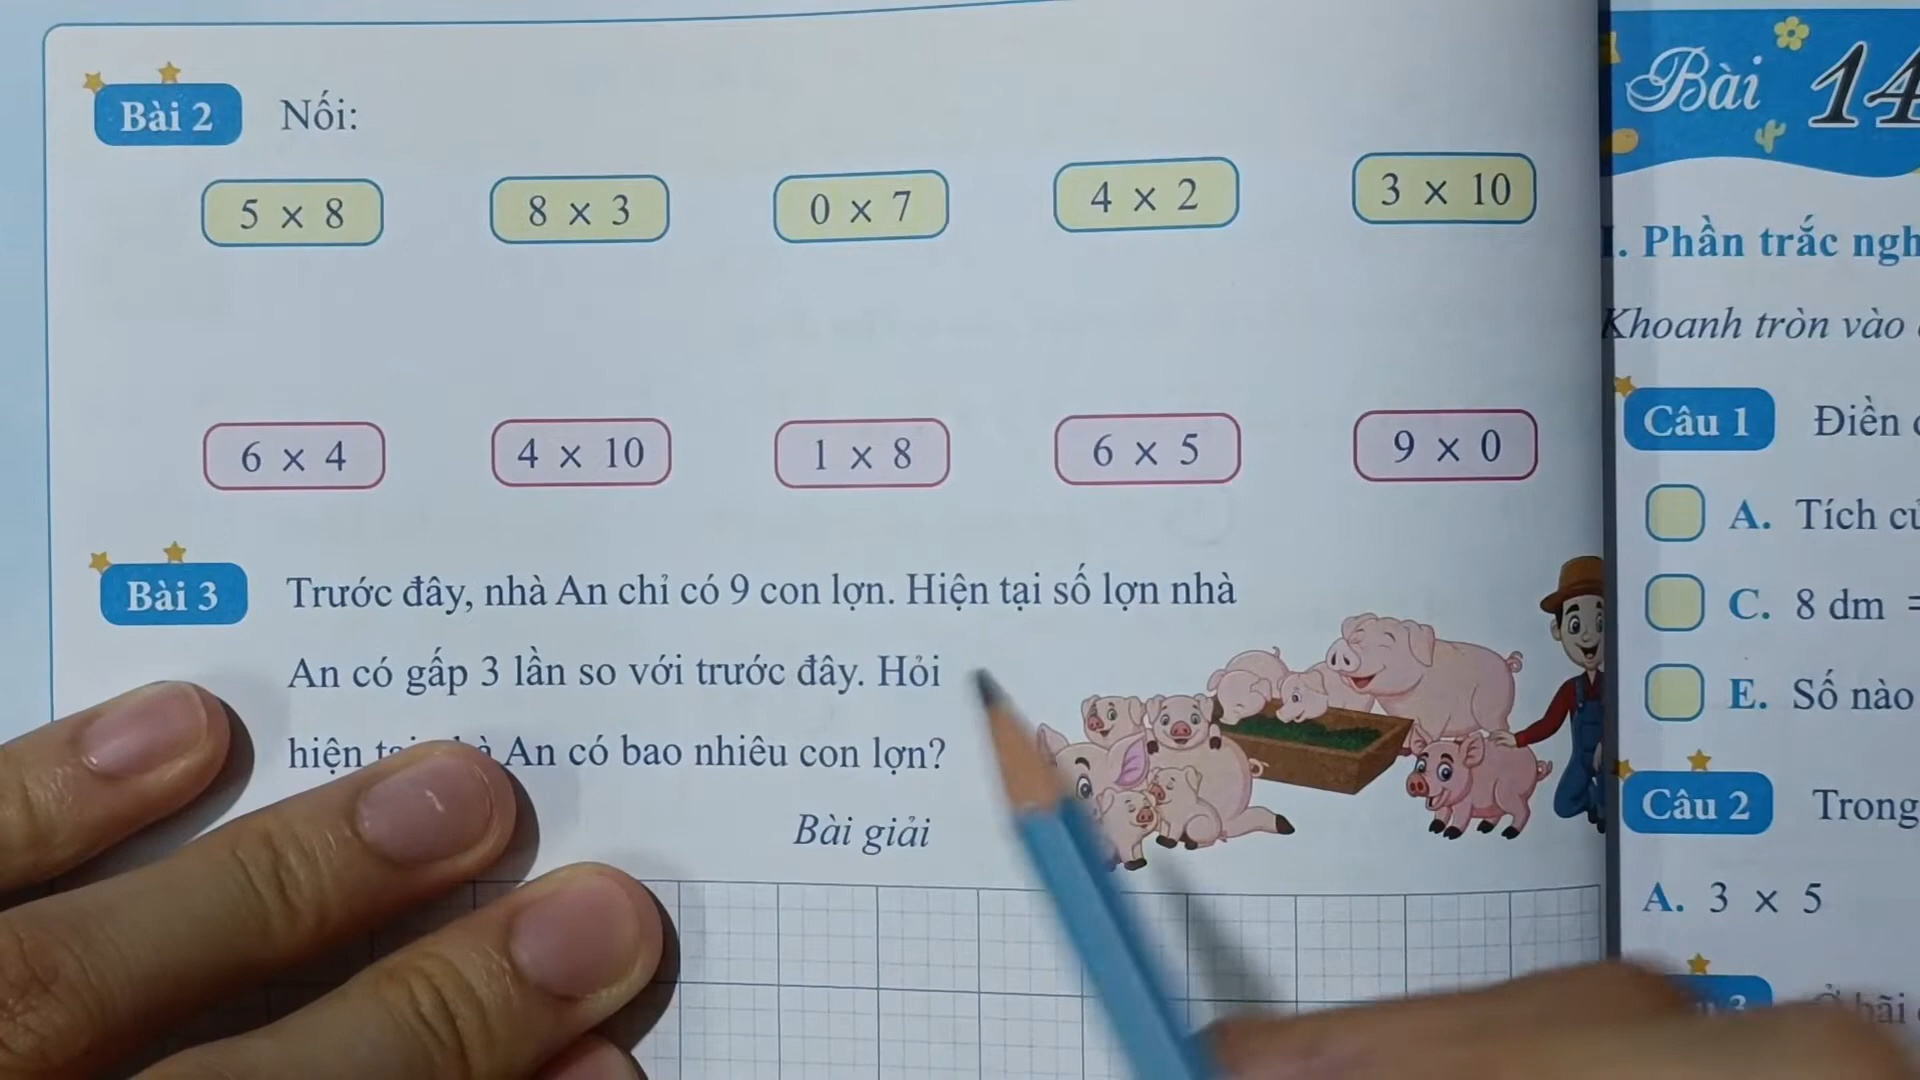 Bài 2 Nối:
5 × 8 8 × 3 0 × 7 4 × 2 3 × 10
6 × 4 4 × 10 1 × 8 6 × 5 9 × 0
Bài 3 Trước đây, nhà An chỉ có 9 con lợn. Hiện tại số lợn nhà
An có gấp 3 lần so với trước đây. Hỏi
hiện An có bao nhiêu con lợn?
Bài giải
Bài 14
I. Phần trắc
Khoanh tròn vào
Câu 1 Điền
A. Tích
C. 8 dm =
E. Số nào
Câu 2 Trong
A. 3 × 5